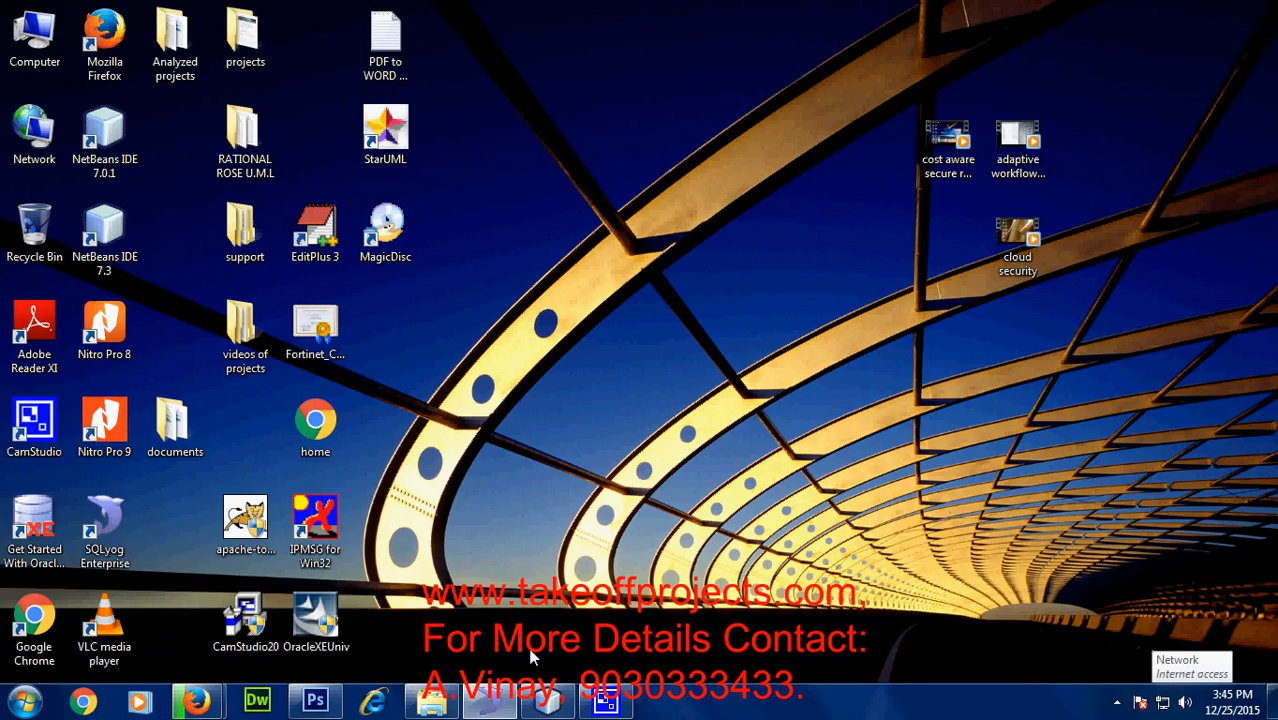 Computer
Mozilla
Firefox
Analyzed
projects
projects
PDF to
WORD ...
Network
NetBeans IDE
7.0.1
RATIONAL
ROSE U.M.L
StarUML
cost aware
secure r...
adaptive
workflow...
Recycle Bin
NetBeans IDE
7.3
support
EditPlus 3
MagicDisc
cloud
security
Adobe
Reader XI
Nitro Pro 8
videos of
projects
Fortinet_C...
CamStudio
Nitro Pro 9
documents
home
XE
Get Started
With Oracl...
SQLyog
Enterprise
apache-to...
IPMSG for
Win32
Google
Chrome
VLC media
player
CamStudio20
OracleXEUniv
www.takeoffprojects.com,
For More Details Contact:
A.Vinay, 9030333433.
Network
Internet access
Dw
Ps
3:45 PM
12/25/2015